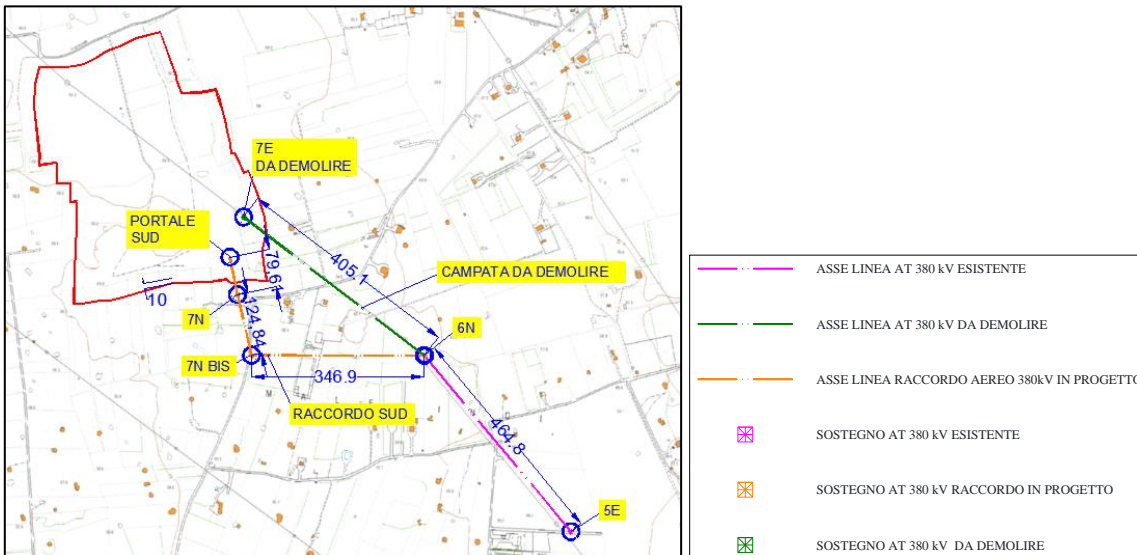 7E
DA DEMOLIRE
PORTALE
SUD
79.61
405.1
CAMPATA DA DEMOLIRE
10
7N
124,84
6N
7N BIS
346.9
RACCORDO SUD
464.8
5E
ASSE LINEA AT 380 kV ESISTENTE
ASSE LINEA AT 380 kV DA DEMOLIRE
ASSE LINEA RACCORDO AEREO 380kV IN PROGETTO
SOSTEGNO AT 380 kV ESISTENTE
SOSTEGNO AT 380 kV RACCORDO IN PROGETTO
SOSTEGNO AT 380 kV DA DEMOLIRE